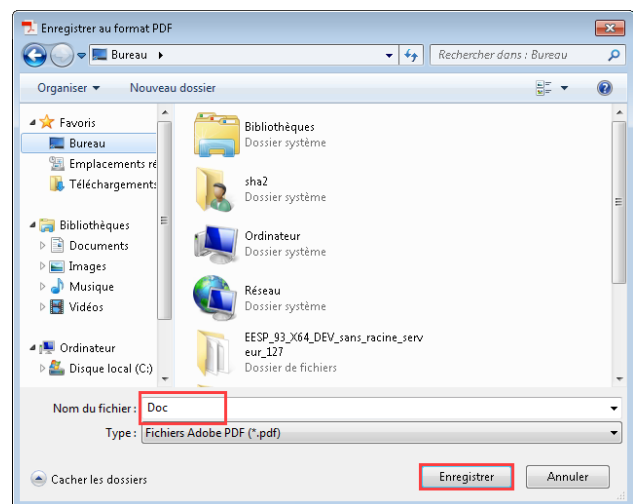 Enregistrer au format PDF
Bureau
Rechercher dans : Bureau
Organiser
Nouveau dossier
Favoris
Bureau
Emplacements ré
Téléchargements
Bibliothèques
Documents
Images
Musique
Vidéos
Ordinateur
Disque local (C:)
Bibliothèques
Dossier système
sha2
Dossier système
Ordinateur
Dossier système
Réseau
Dossier système
EESP_93_X64_DEV_sans_racine_serv
eur_127
Dossier de fichiers
Nom du fichier : Doc
Type : Fichiers Adobe PDF (*.pdf)
Cacher les dossiers
Enregistrer
Annuler